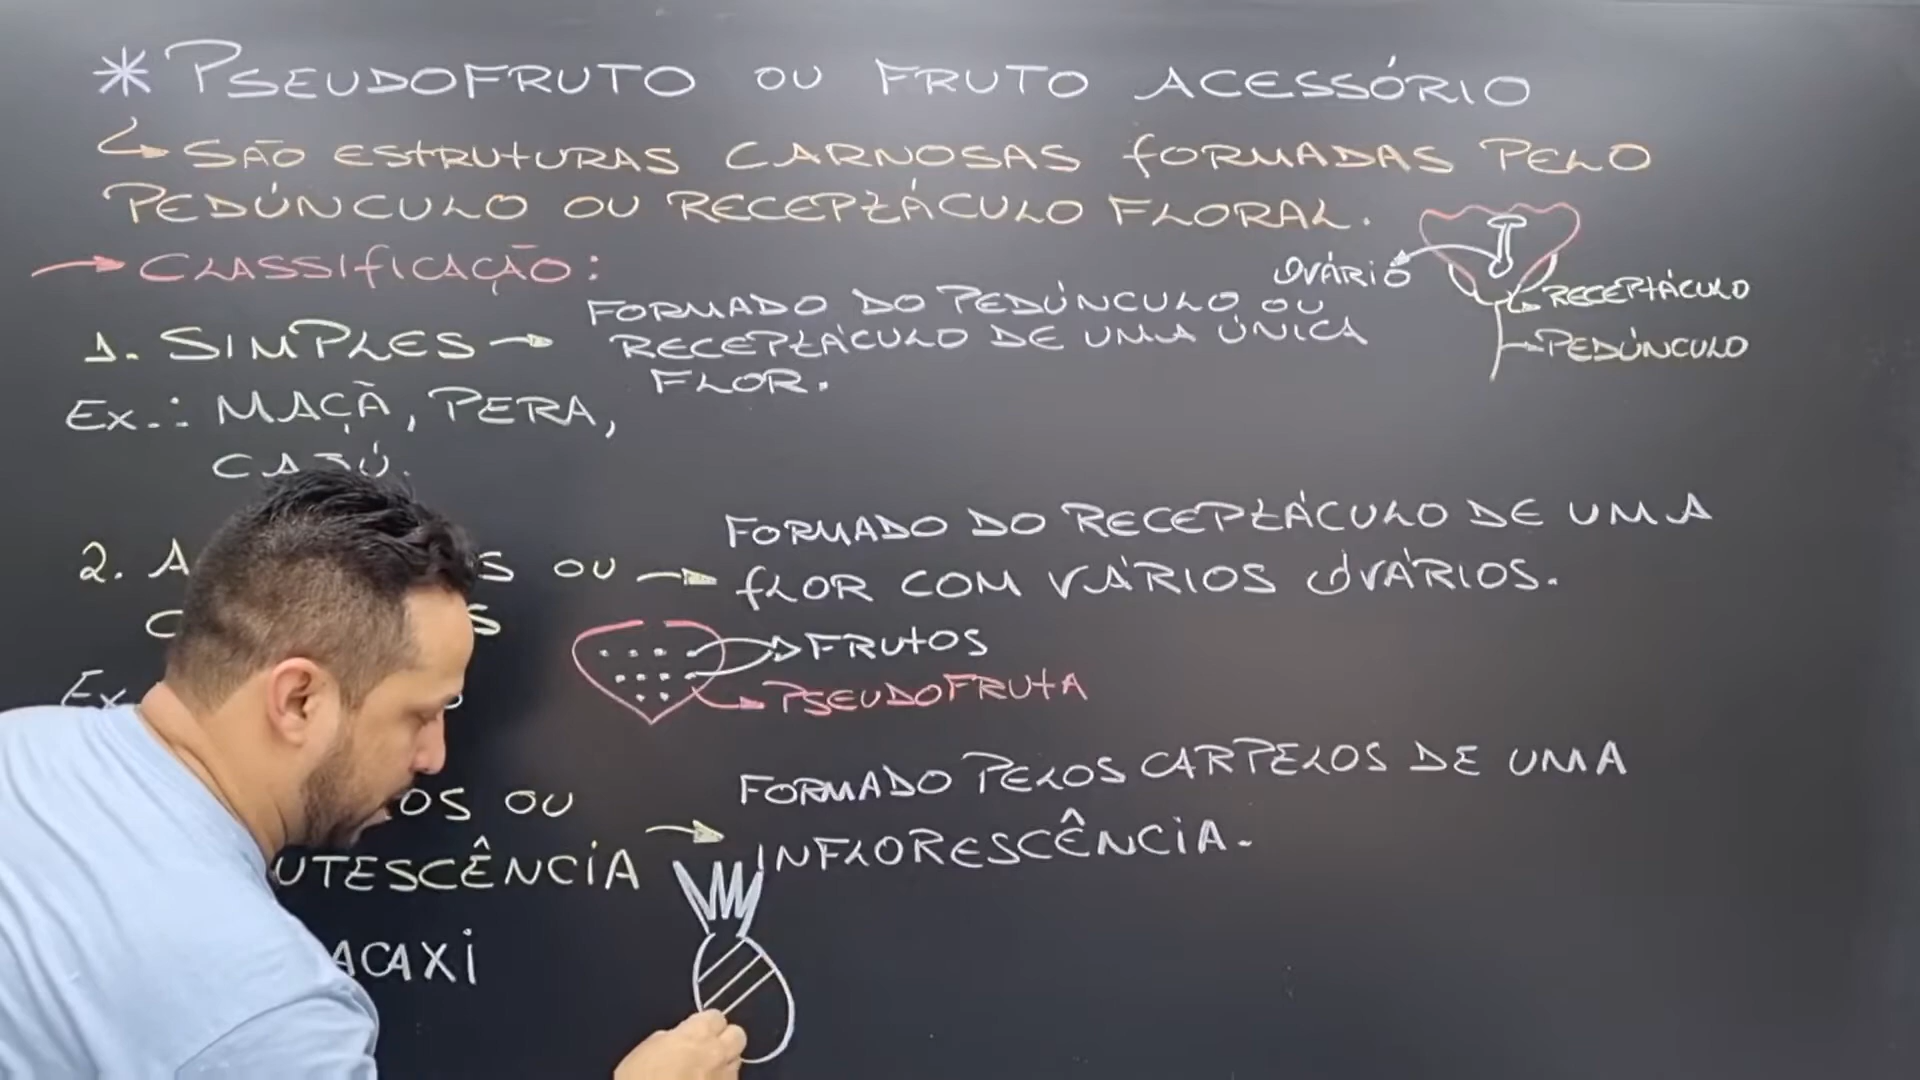 * PSEUDOFRUTO OU FRUTO ACESSÓRIO
↳ SÃO ESTRUTURAS CARNOSAS FORMADAS PELO
PEDÚNCULO OU RECEPTÁCULO FLORAL.
→ CLASSIFICAÇÃO:
OVÁRIO
RECEPTÁCULO
PEDÚNCULO
1. SIMPLES → FORMADO DO PEDÚNCULO OU
RECEPTÁCULO DE UMA ÚNICA
FLOR.
EX.: MAÇÃ, PERA,
CAJÚ.
2. OU → FORMADO DO RECEPTÁCULO DE UMA
FLOR COM VÁRIOS OVÁRIOS.
FRUTOS
PSEUDOFRUTA
EX
OU → FORMADO PELOS CARPELOS DE UMA
UTESCÊNCIA INFLORESCÊNCIA.
ACAXI